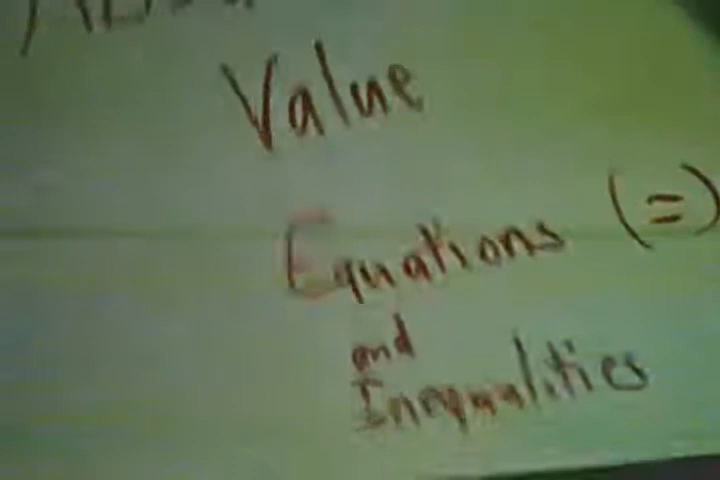 Value
Equations (=)
and
Inequalities